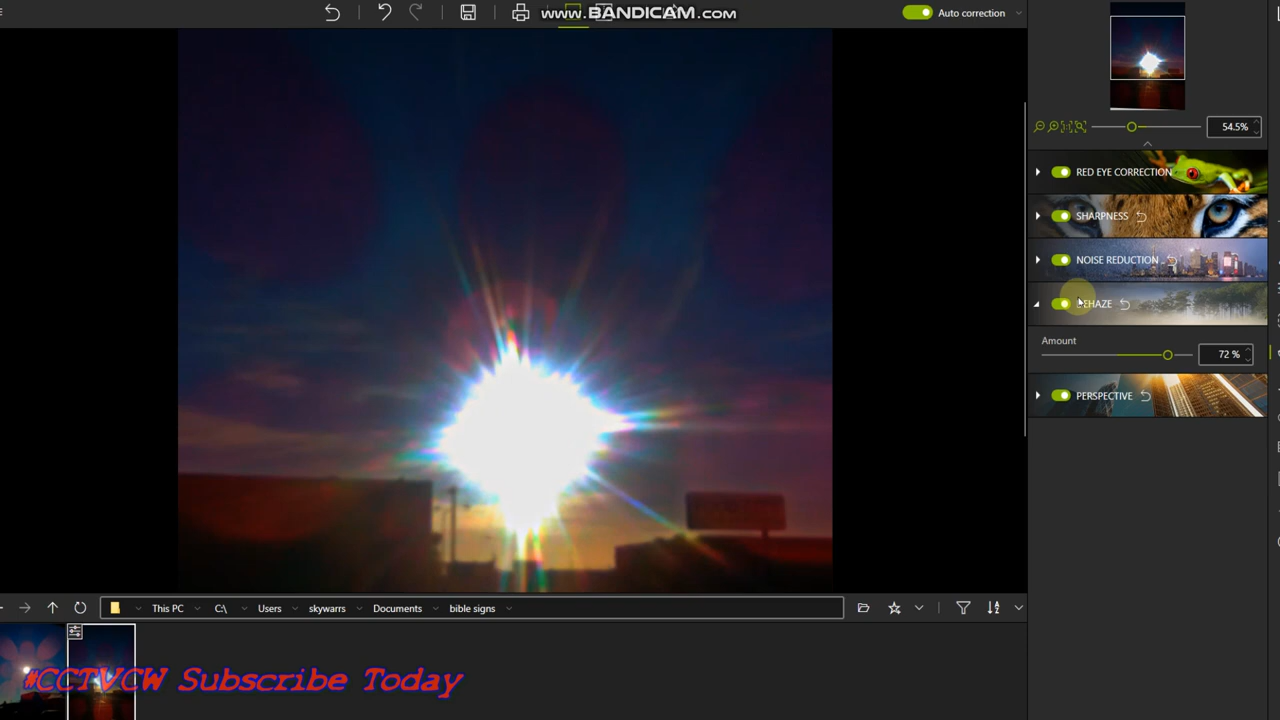 www.BANDICAM.com
Auto correction
54.5%
RED EYE CORRECTION
SHARPNESS
NOISE REDUCTION
Amount
72 %
PERSPECTIVE
This PC
C:\
Users
skywarrs
Documents
bible signs
#CCTVCW Subscribe Today